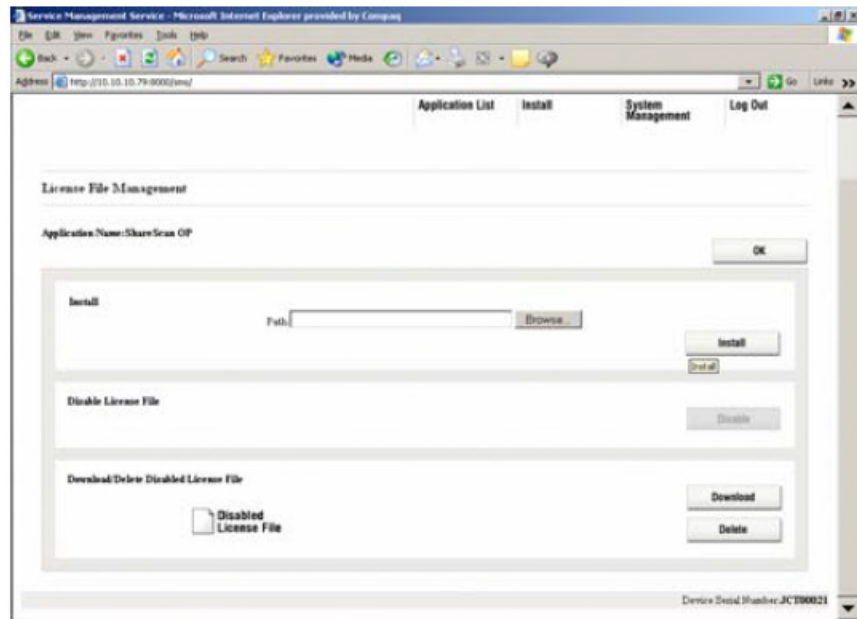 Service Management Service - Microsoft Internet Explorer provided by Compaq
File Edit View Favorites Tools Help
Back Search Favorites Media
Address http://10.10.10.79:8000/sms/ Go Links »
Application List Install System Management Log Out
License File Management
Application Name:ShareScan OP
OK
Install
Path: Browse...
Install
Install
Disable License File
Disable
Download/Delete Disabled License File
Download
Disabled
License File
Delete
Device Serial Number:JCT00021